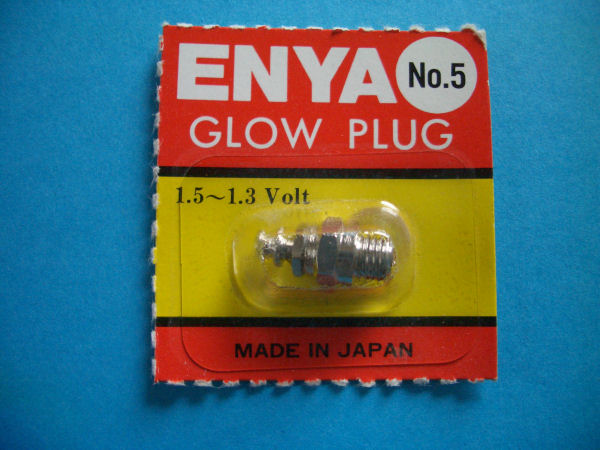 ENYA No.5
GLOW PLUG
1.5~1.3 Volt
MADE IN JAPAN